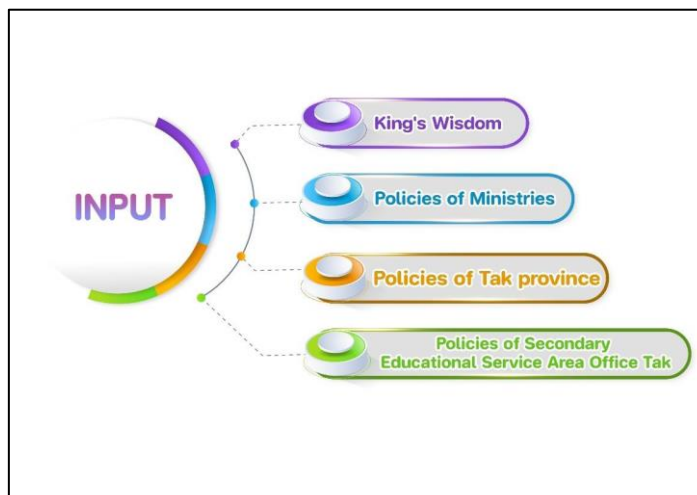 INPUT
King's Wisdom
Policies of Ministries
Policies of Tak province
Policies of Secondary
Educational Service Area Office Tak